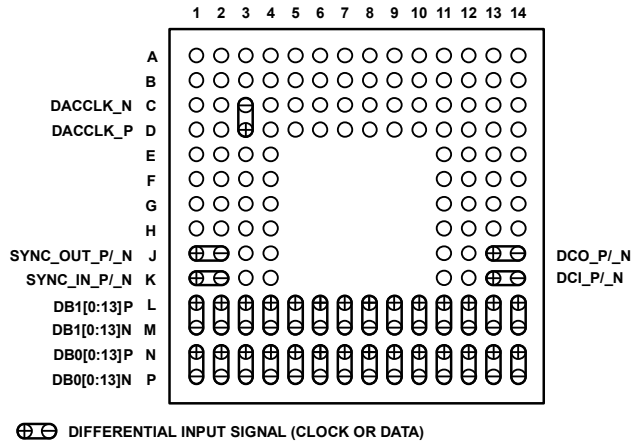 1 2 3 4 5 6 7 8 9 10 11 12 13 14
A
B
DACCLK_N C
DACCLK_P D
E
F
G
H
SYNC_OUT_P/_N J DCO_P/_N
SYNC_IN_P/_N K DCI_P/_N
DB1[0:13]P L
DB1[0:13]N M
DB0[0:13]P N
DB0[0:13]N P
DIFFERENTIAL INPUT SIGNAL (CLOCK OR DATA)